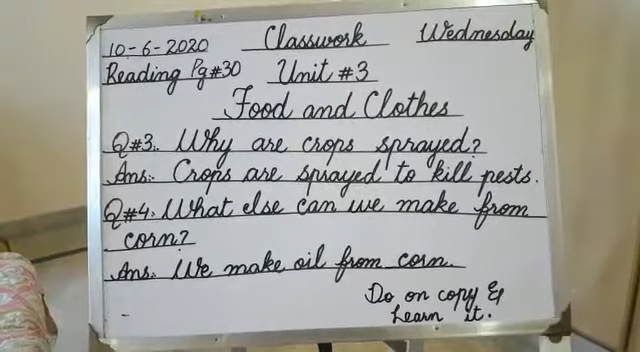 10-6-2020 Classwork Wednesday
Reading Pg#30 Unit #3
Food and Clothes
Q#3. Why are crops sprayed?
Ans:- Crops are sprayed to kill pests.
Q#4. What else can we make from
corn?
Ans:- We make oil from corn.
Do on copy &
Learn it.